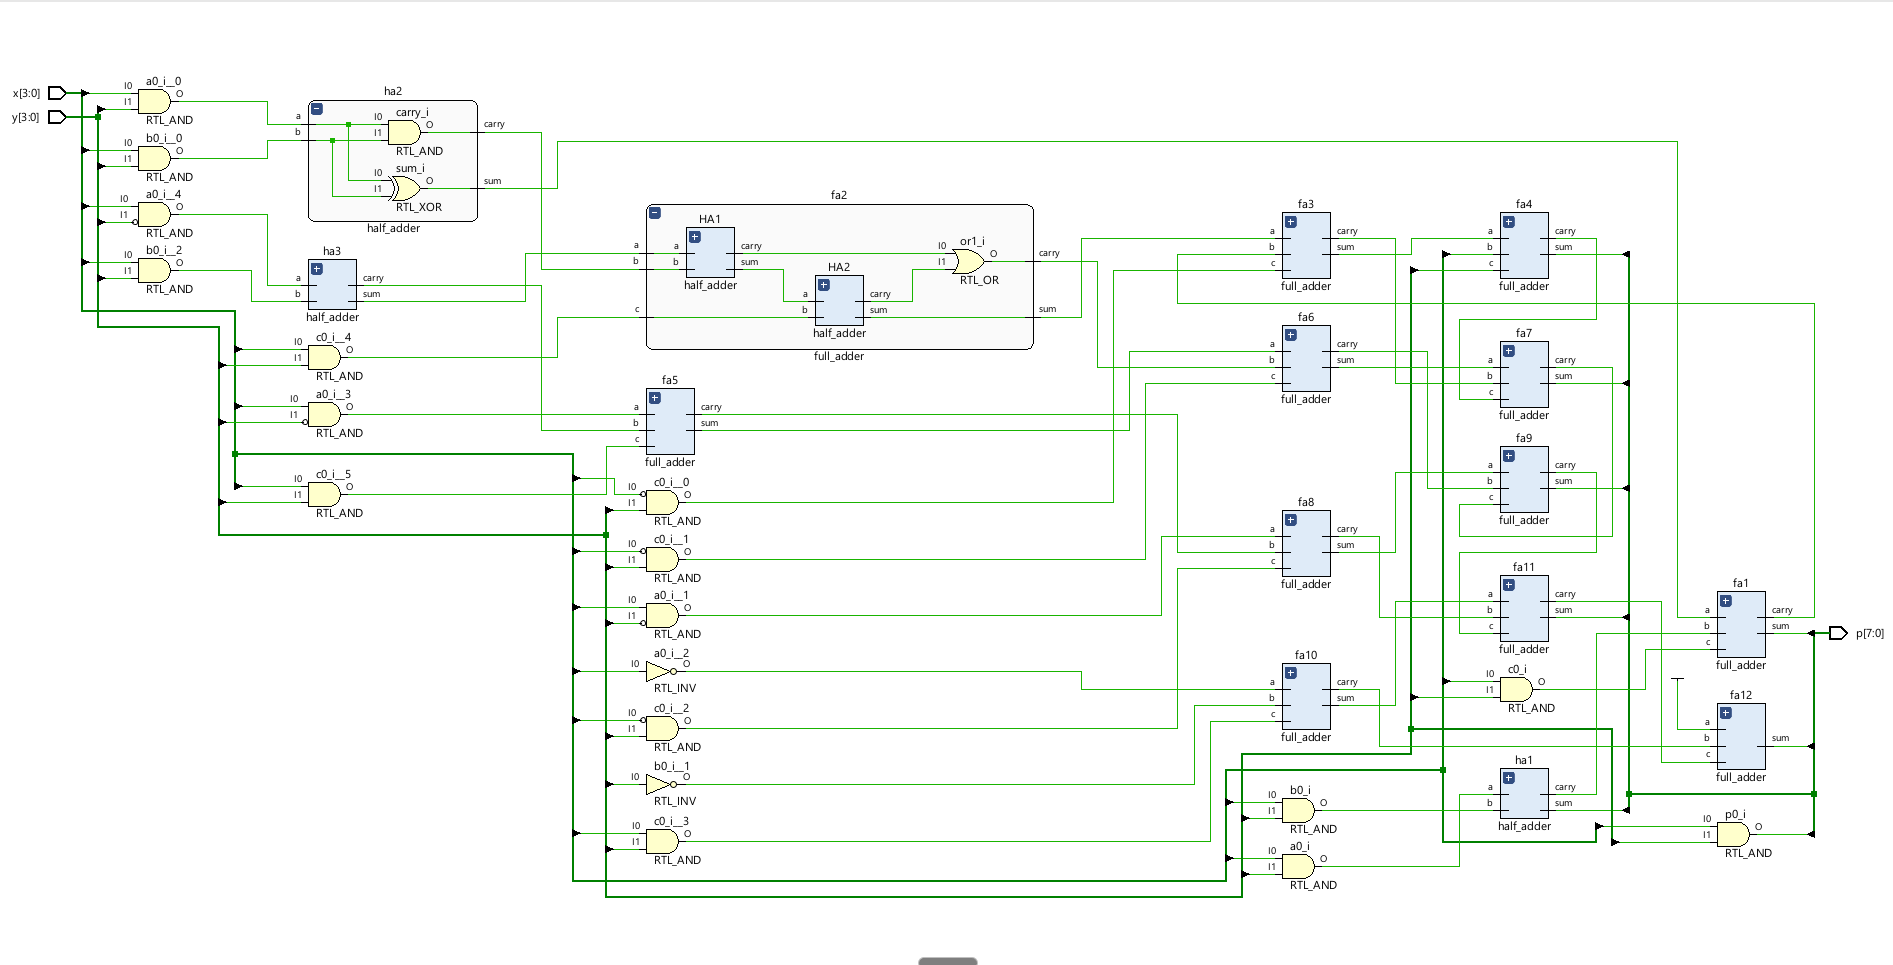 x[3:0]
y[3:0]
a0_i__0
I0
I1
O
RTL_AND
b0_i__0
I0
I1
O
RTL_AND
a0_i__4
I0
I1
O
RTL_AND
b0_i__2
I0
I1
O
RTL_AND
ha2
a
b
carry_i
I0
I1
O
RTL_AND
sum_i
I0
I1
O
RTL_XOR
carry
sum
half_adder
ha3
a
b
carry
sum
half_adder
c0_i__4
I0
I1
O
RTL_AND
a0_i__3
I0
I1
O
RTL_AND
c0_i__5
I0
I1
O
RTL_AND
fa2
a
b
c
HA1
a
b
carry
sum
half_adder
HA2
a
b
carry
sum
half_adder
or1_i
I0
I1
O
RTL_OR
carry
sum
full_adder
fa5
a
b
c
carry
sum
full_adder
c0_i__0
I0
I1
O
RTL_AND
c0_i__1
I0
I1
O
RTL_AND
a0_i__1
I0
I1
O
RTL_AND
a0_i__2
I0
O
RTL_INV
c0_i__2
I0
I1
O
RTL_AND
b0_i__1
I0
O
RTL_INV
c0_i__3
I0
I1
O
RTL_AND
fa3
a
b
c
carry
sum
full_adder
fa6
a
b
c
carry
sum
full_adder
fa8
a
b
c
carry
sum
full_adder
fa10
a
b
c
carry
sum
full_adder
b0_i
I0
I1
O
RTL_AND
a0_i
I0
I1
O
RTL_AND
fa4
a
b
c
carry
sum
full_adder
fa7
a
b
c
carry
sum
full_adder
fa9
a
b
c
carry
sum
full_adder
fa11
a
b
c
carry
sum
full_adder
c0_i
I0
I1
O
RTL_AND
ha1
a
b
carry
sum
half_adder
fa1
a
b
c
carry
sum
full_adder
fa12
a
b
c
sum
full_adder
p0_i
I0
I1
O
RTL_AND
p[7:0]